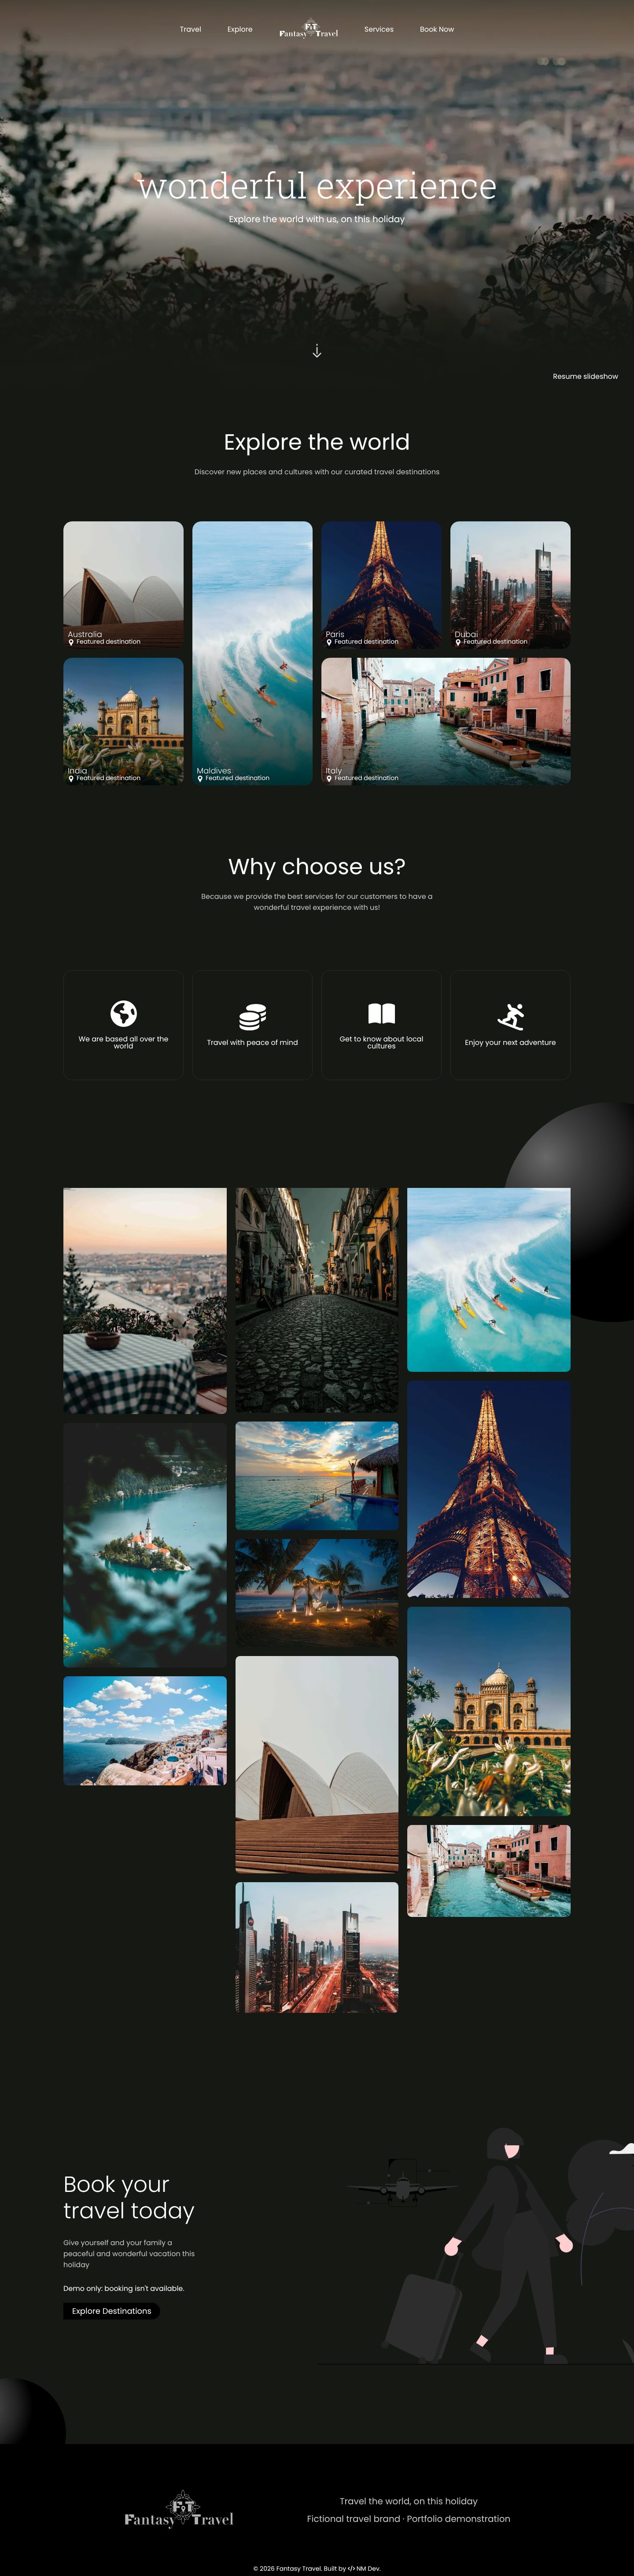 Travel
Explore
FT
Fantasy Travel
Services
Book Now
wonderful experience
Explore the world with us, on this holiday
Resume slideshow
Explore the world
Discover new places and cultures with our curated travel destinations
Australia
Featured destination
Maldives
Featured destination
Paris
Featured destination
Dubai
Featured destination
India
Featured destination
Italy
Featured destination
Why choose us?
Because we provide the best services for our customers to have a
wonderful travel experience with us!
We are based all over the
world
Travel with peace of mind
Get to know about local
cultures
Enjoy your next adventure
Book your
travel today
Give yourself and your family a
peaceful and wonderful vacation this
holiday
Demo only: booking isn't available.
Explore Destinations
FT
Fantasy Travel
Travel the world, on this holiday
Fictional travel brand · Portfolio demonstration
© 2026 Fantasy Travel. Built by </> NM Dev.